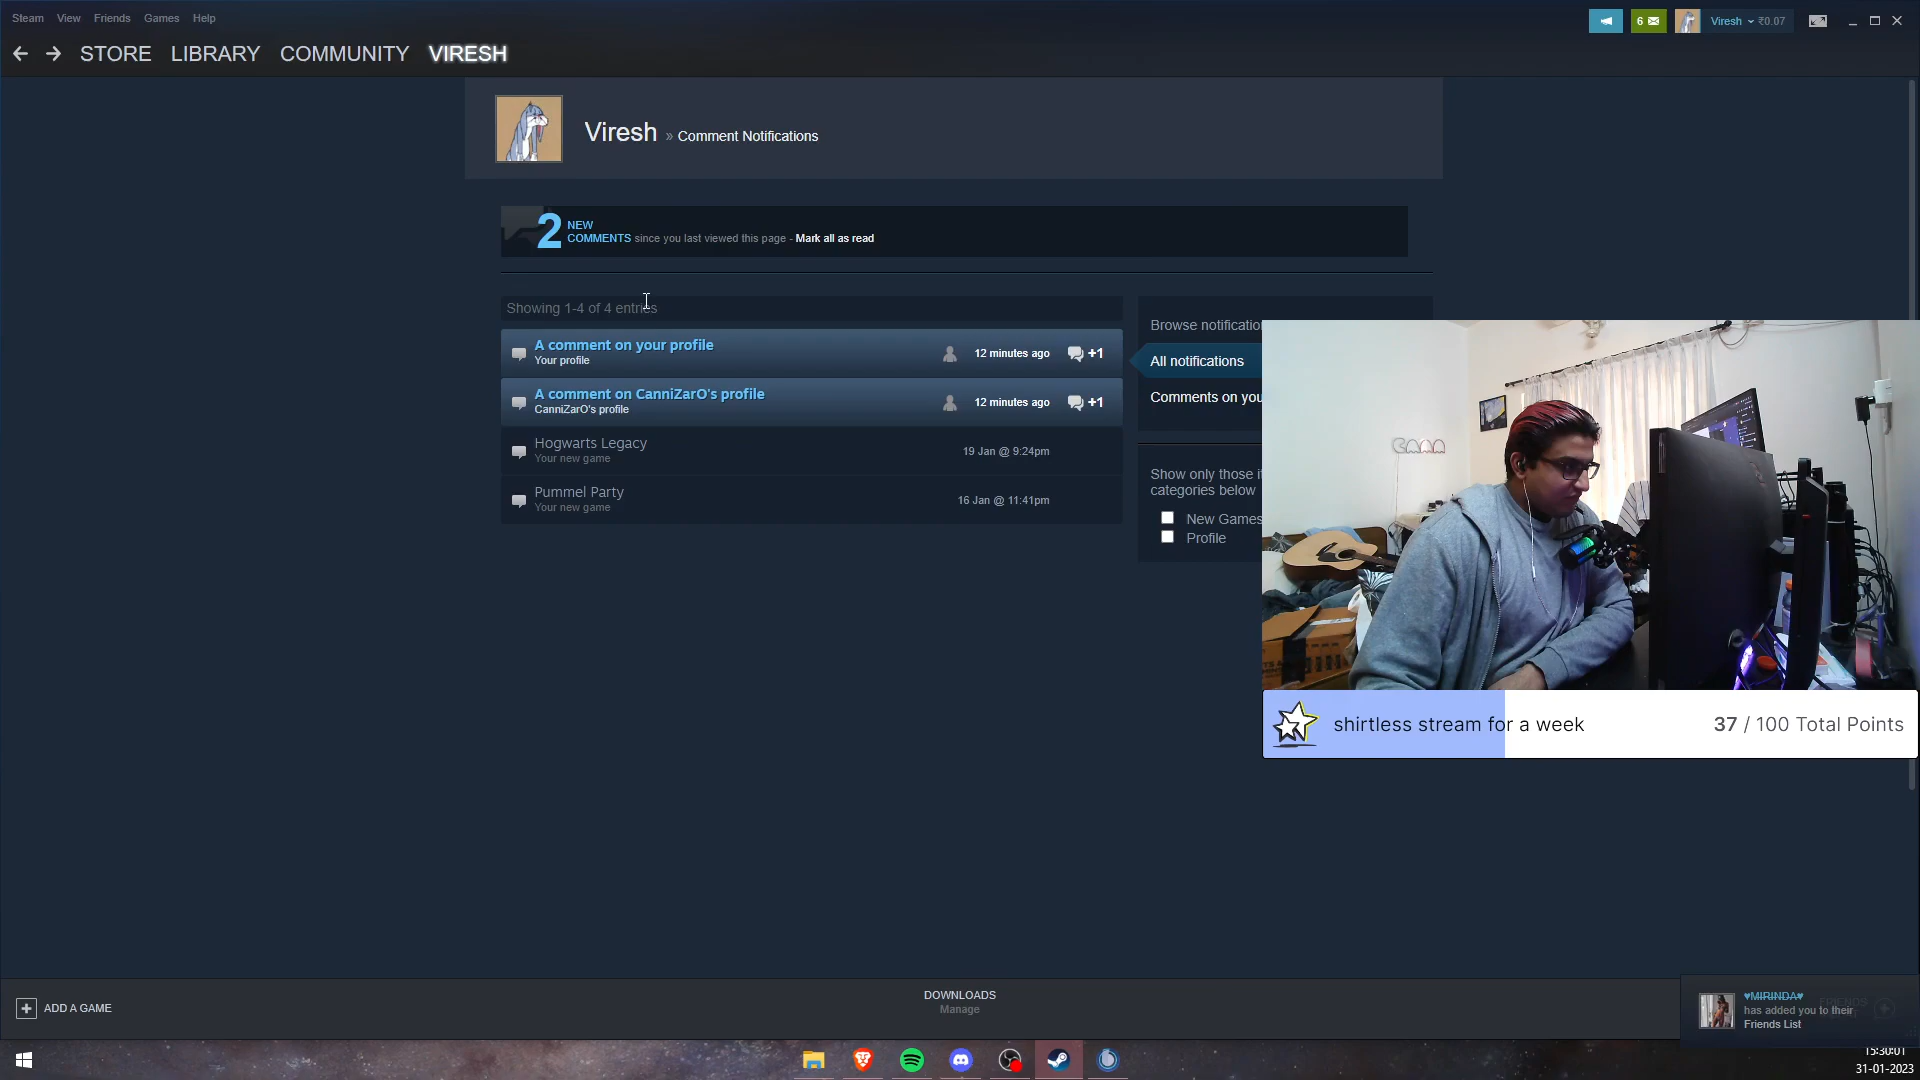 Steam View Friends Games Help
6 Viresh ₹0.07
STORE LIBRARY COMMUNITY VIRESH
Viresh » Comment Notifications
2 NEW
COMMENTS since you last viewed this page - Mark all as read
Showing 1-4 of 4 entries
A comment on your profile
Your profile
12 minutes ago +1
A comment on CanniZarO's profile
CanniZarO's profile
12 minutes ago +1
Hogwarts Legacy
Your new game
19 Jan @ 9:24pm
Pummel Party
Your new game
16 Jan @ 11:41pm
Browse
All notifications
Comments on
Show only those
categories below
New Games
Profile
shirtless stream for a week 37 / 100 Total Points
ADD A GAME
DOWNLOADS
Manage
♥MIRINDA♥
has added you to their
Friends List
15:30:01
31-01-2023